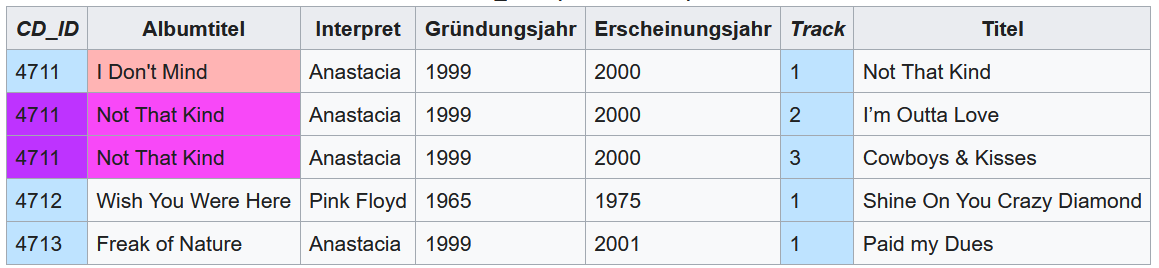 CD_ID Albumtitel Interpret Gründungsjahr Erscheinungsjahr Track Titel
4711 I Don't Mind Anastacia 1999 2000 1 Not That Kind
4711 Not That Kind Anastacia 1999 2000 2 I’m Outta Love
4711 Not That Kind Anastacia 1999 2000 3 Cowboys & Kisses
4712 Wish You Were Here Pink Floyd 1965 1975 1 Shine On You Crazy Diamond
4713 Freak of Nature Anastacia 1999 2001 1 Paid my Dues